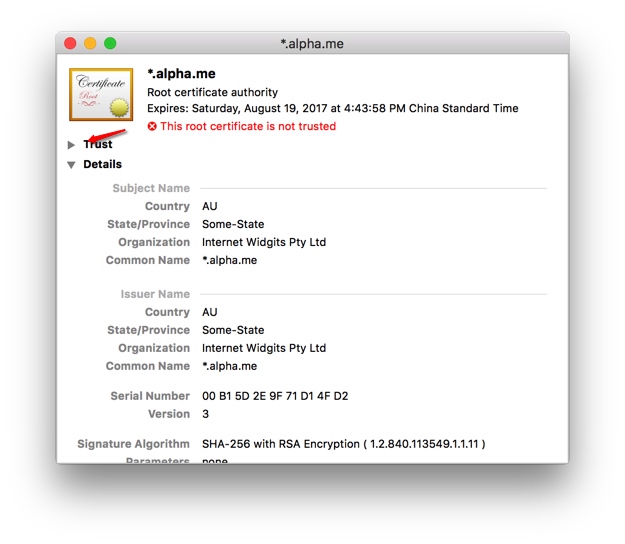 *.alpha.me
Certificate
Root
*.alpha.me
Root certificate authority
Expires: Saturday, August 19, 2017 at 4:43:58 PM China Standard Time
This root certificate is not trusted
Trust
Details
Subject Name
Country AU
State/Province Some-State
Organization Internet Widgits Pty Ltd
Common Name *.alpha.me
Issuer Name
Country AU
State/Province Some-State
Organization Internet Widgits Pty Ltd
Common Name *.alpha.me
Serial Number 00 B1 5D 2E 9F 71 D1 4F D2
Version 3
Signature Algorithm SHA-256 with RSA Encryption ( 1.2.840.113549.1.1.11 )
Parameters none